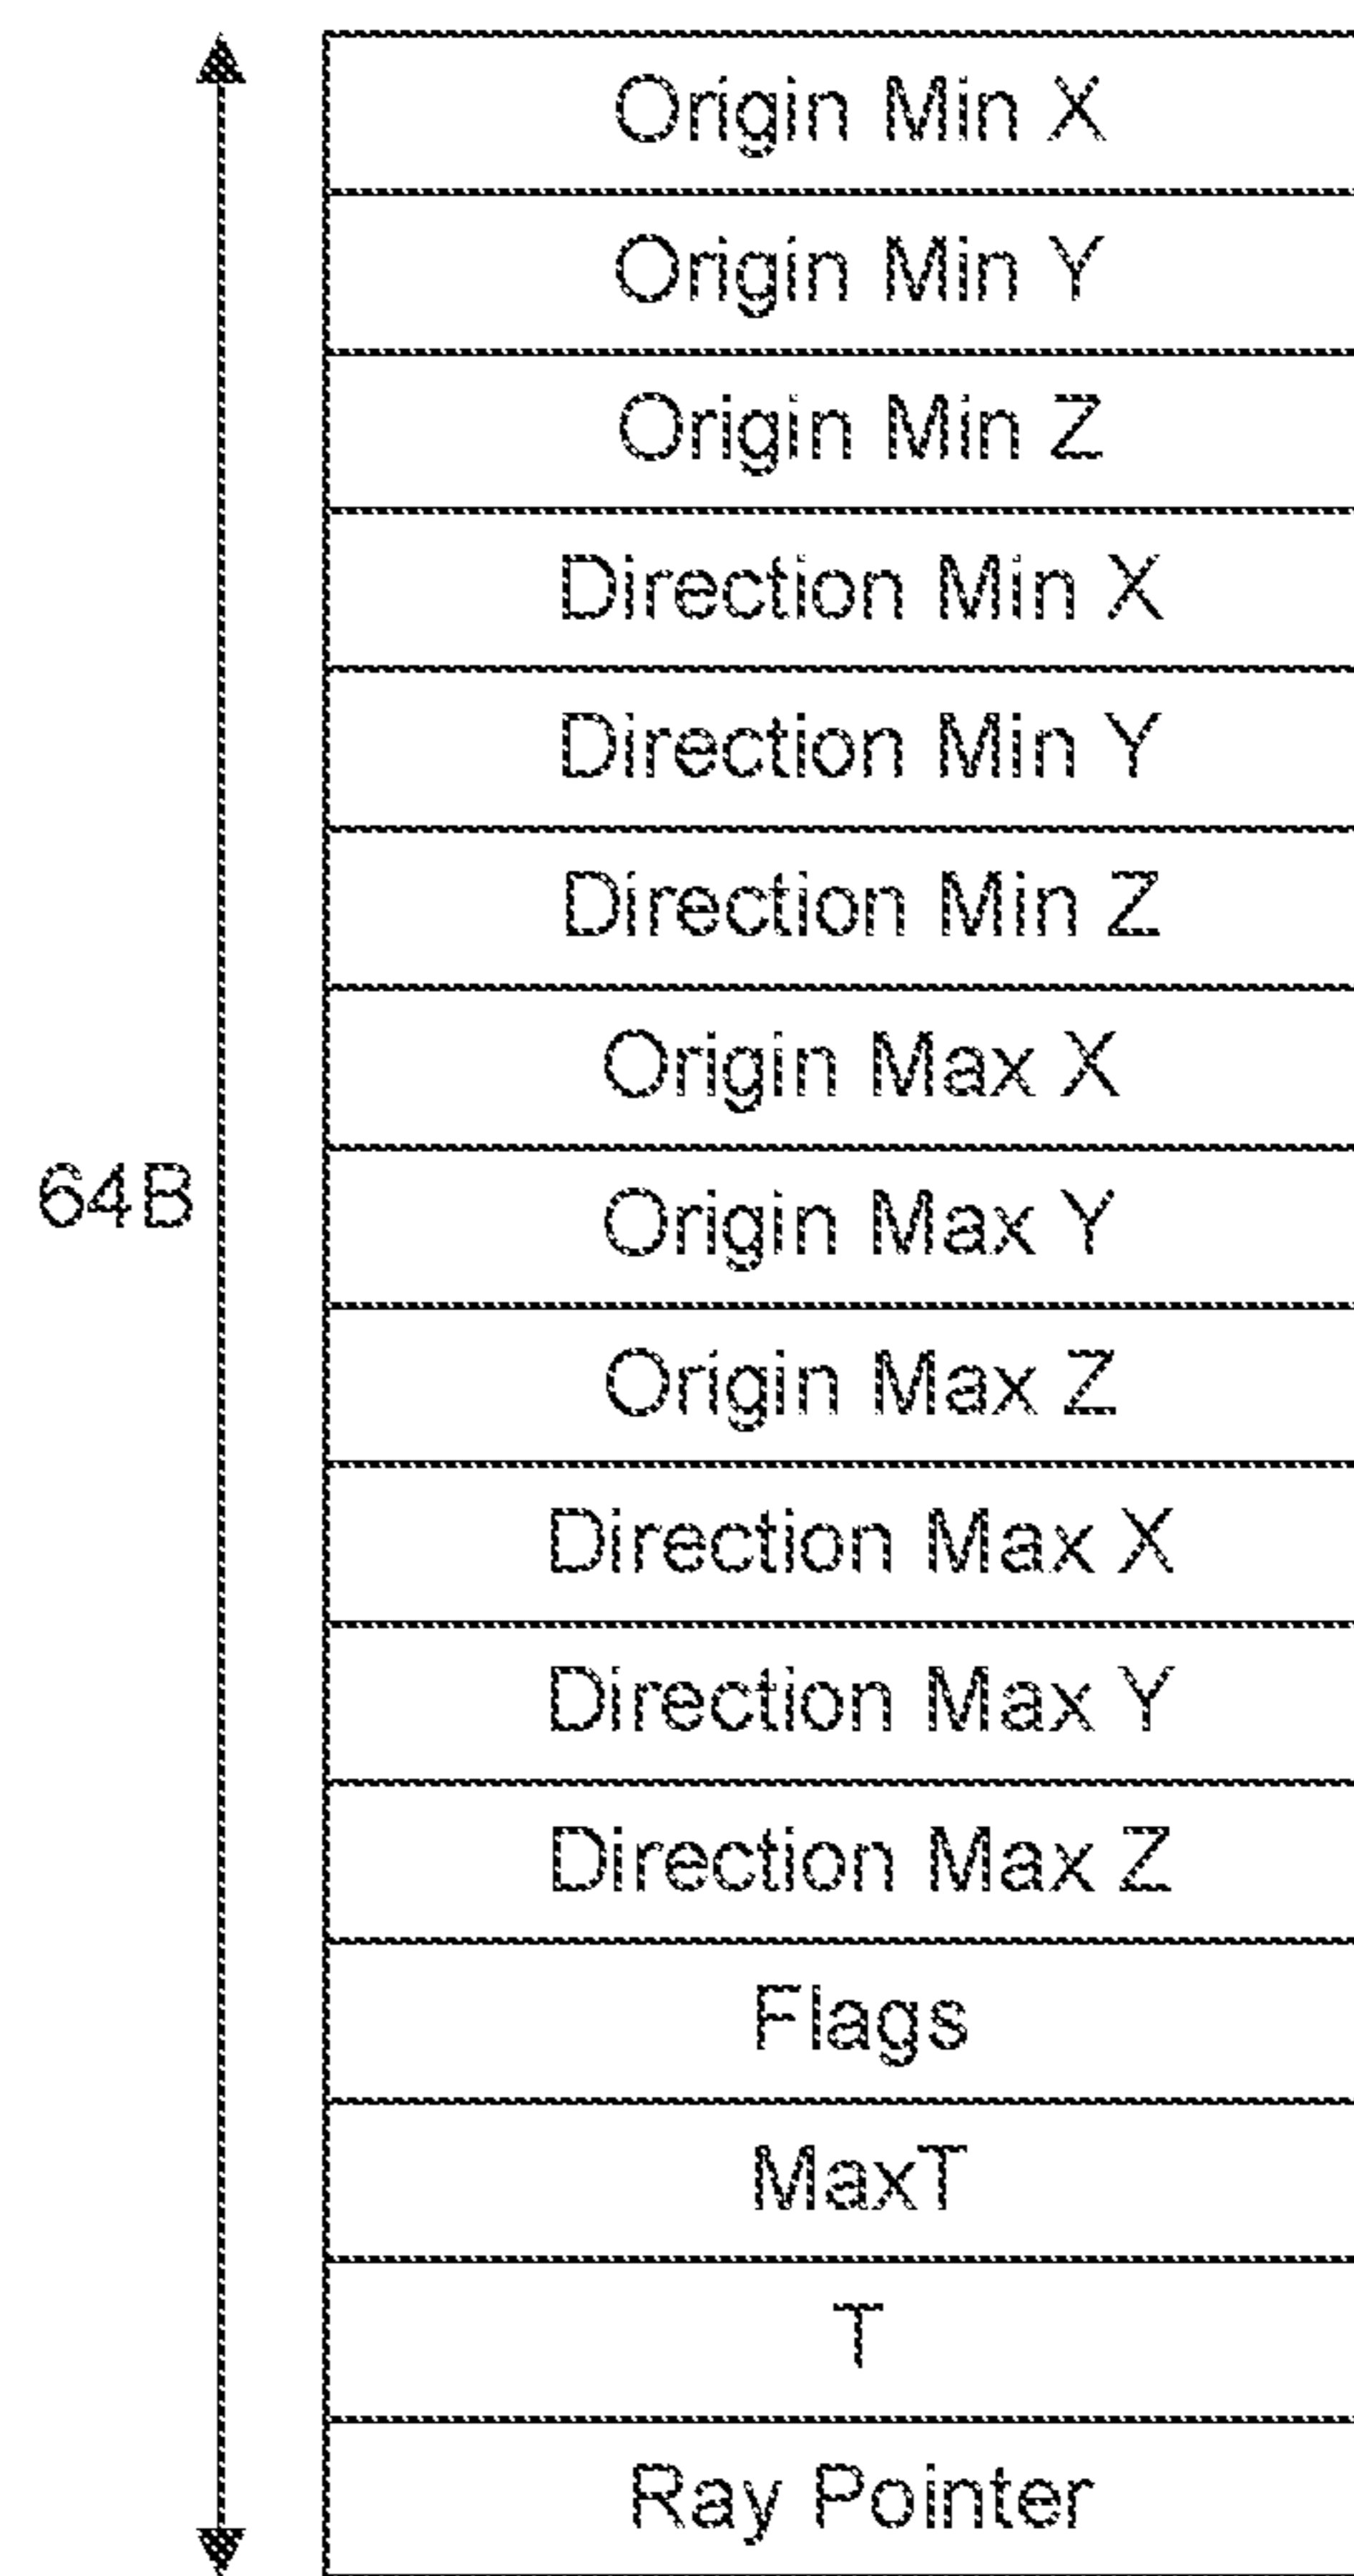 Origin Min X
Origin Min Y
Origin Min Z
Direction Min X
Direction Min Y
Direction Min Z
Origin Max X
64B
Origin Max Y
Origin Max Z
Direction Max X
Direction Max Y
Direction Max Z
Flags
MaxT
T
Ray Pointer